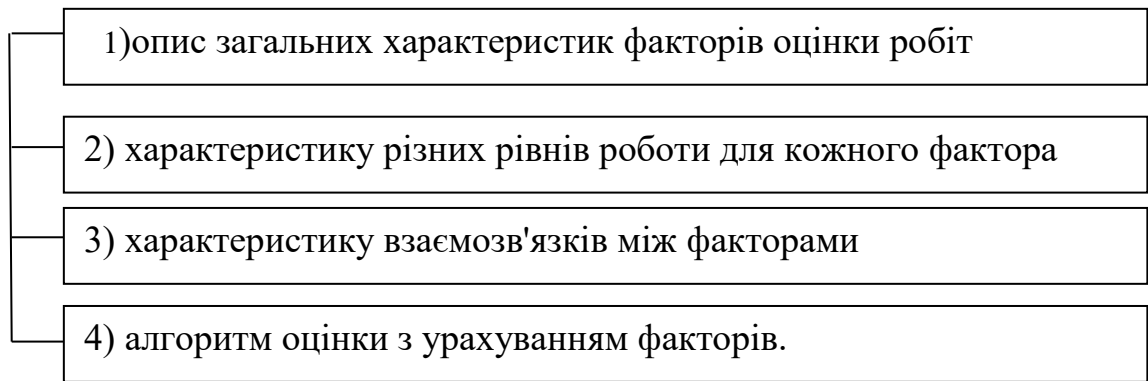 1)опис загальних характеристик факторів оцінки робіт
2) характеристику різних рівнів роботи для кожного фактора
3) характеристику взаємозв'язків між факторами
4) алгоритм оцінки з урахуванням факторів.